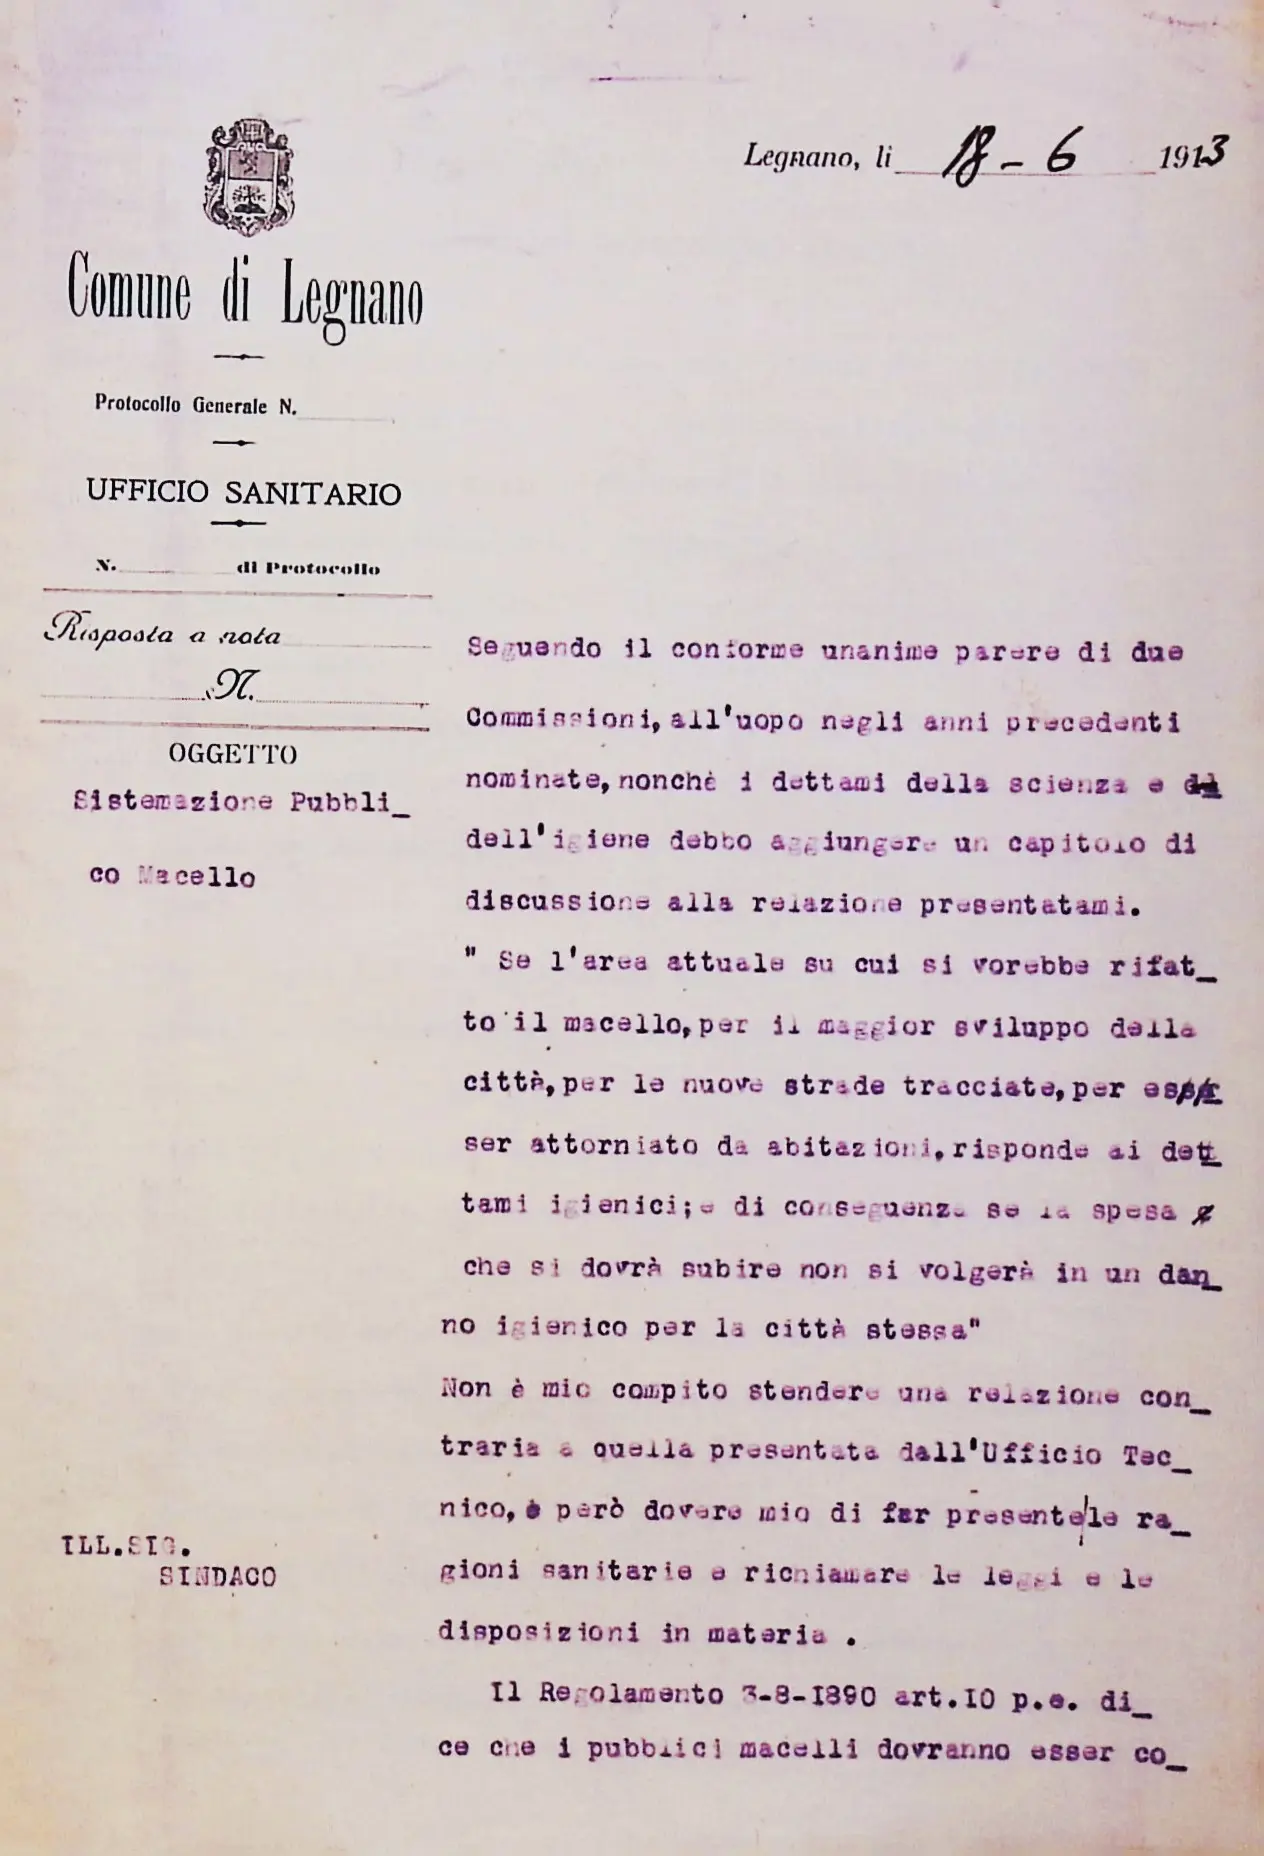 Legnano, li 18 - 6 1913
Comune di Legnano
Protocollo Generale N.
UFFICIO SANITARIO
N. di Protocollo
Risposta a nota
N.
OGGETTO
Sistemazione Pubbli_
co Macello
ILL.SIG.
SINDACO
Seguendo il conforme unanime parere di due
Commissioni,all'uopo negli anni precedenti
nominate,nonchè i dettami della scienza e
dell'igiene debbo aggiungere un capitolo di
discussione alla relazione presentatami.
" Se l'area attuale su cui si vorebbe rifat_
to il macello,per il maggior sviluppo della
città,per le nuove strade tracciate,per es
ser attorniato da abitazioni,risponde ai det
tami igienici;e di conseguenza se la spesa
che si dovrà subire non si volgerà in un dan_
no igienico per la città stessa"
Non è mio compito stendere una relazione con_
traria a quella presentata dall'Ufficio Tec_
nico,è però dovere mio di far presente/le ra_
gioni sanitarie e richiamare le leggi e le
disposizioni in materia .
Il Regolamento 3-8-1890 art.10 p.e. di_
ce che i pubblici macelli dovranno esser co_